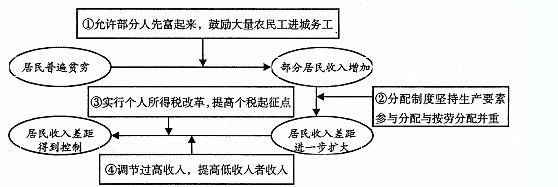 ①允许部分人先富起来，鼓励大量农民工进城务工
居民普遍贫穷
部分居民收入增加
③实行个人所得税改革，提高个税起征点
②分配制度坚持生产要素
参与分配与按劳分配并重
居民收入差距
得到控制
居民收入差距
进一步扩大
④调节过高收入，提高低收入者收入